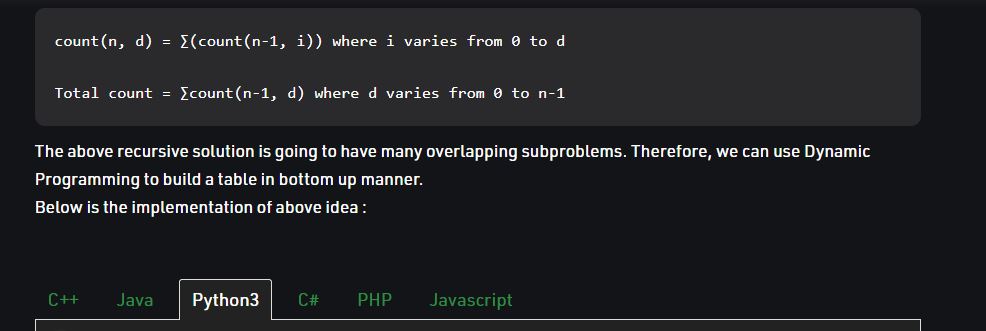 count(n, d) = ∑(count(n-1, i)) where i varies from 0 to d
Total count = ∑count(n-1, d) where d varies from 0 to n-1
The above recursive solution is going to have many overlapping subproblems. Therefore, we can use Dynamic
Programming to build a table in bottom up manner.
Below is the implementation of above idea :
C++ Java Python3 C# PHP Javascript